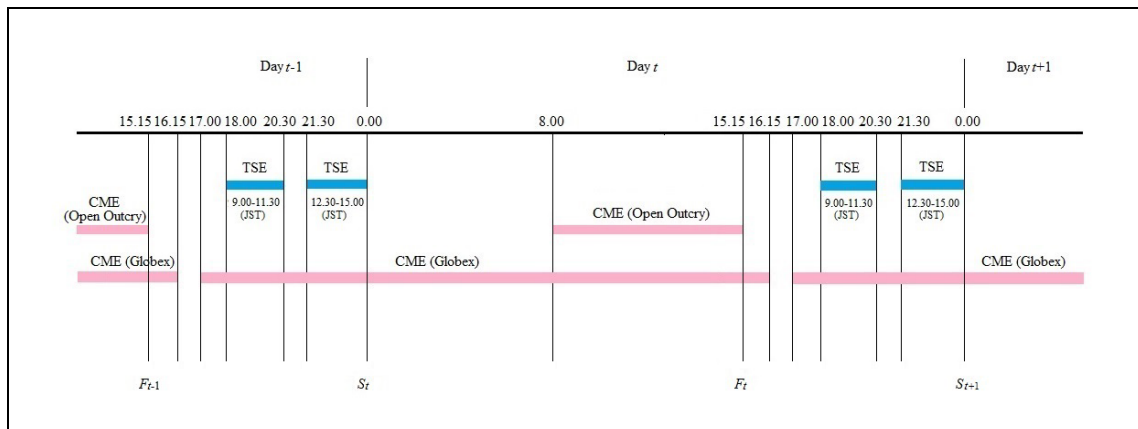 Day t-1 Day t Day t+1
15.15 16.15 17.00 18.00 20.30 21.30 0.00 8.00 15.15 16.15 17.00 18.00 20.30 21.30 0.00
TSE TSE TSE TSE
9.00-11.30 12.30-15.00 9.00-11.30 12.30-15.00
(JST) (JST) (JST) (JST)
CME
(Open Outcry) CME (Open Outcry)
CME (Globex) CME (Globex) CME (Globex)
Ft-1 St Ft St+1